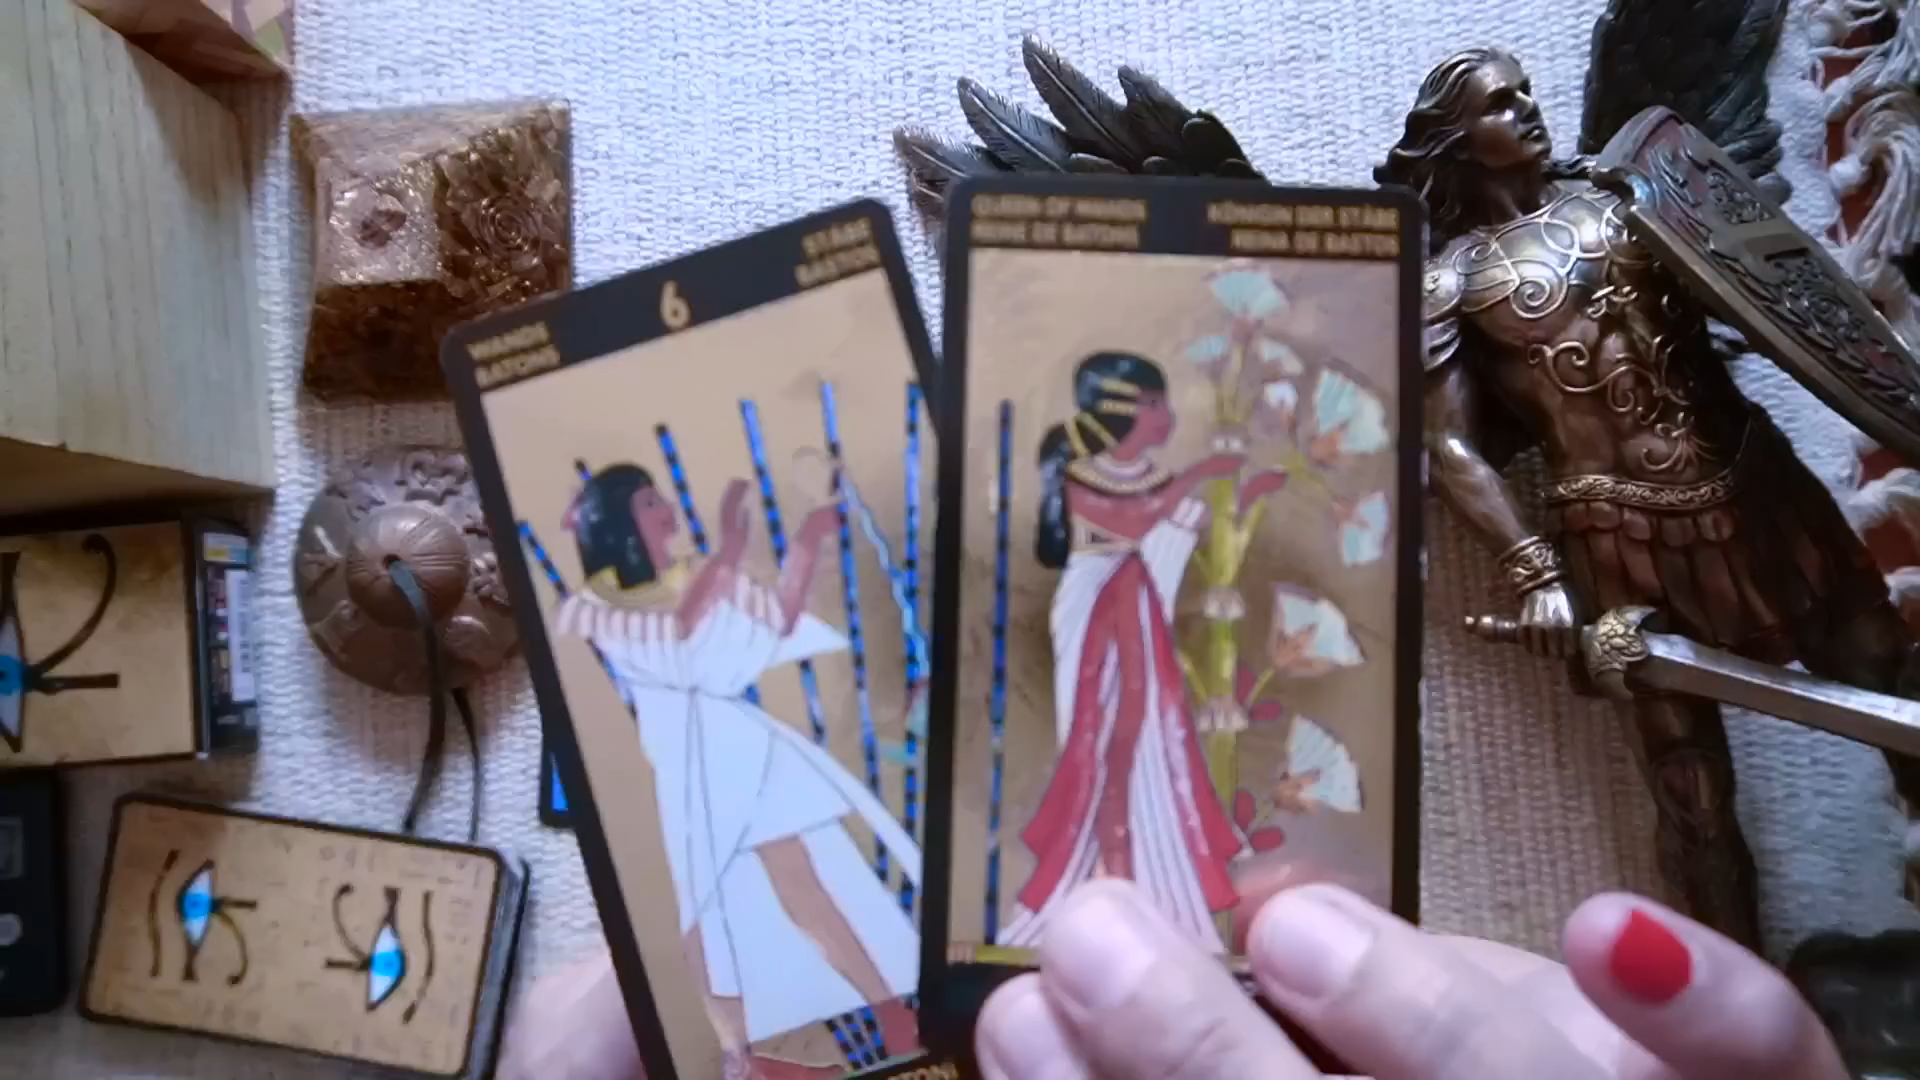 WANDS
BATONS
6
STÄBE
BASTOS
QUEEN OF WANDS
REINE DE BATONS
KÖNIGIN DER STÄBE
REINA DE BASTOS